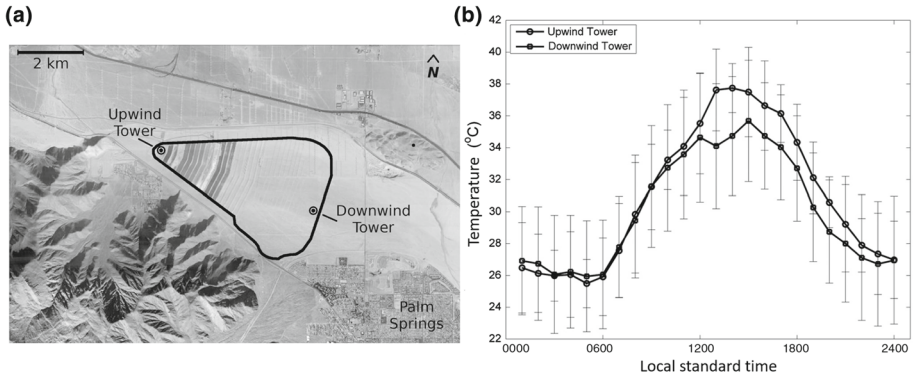 (a)
2 km
N
Upwind
Tower
Downwind
Tower
Palm
Springs
(b)
Upwind Tower
Downwind Tower
Temperature (°C)
42
40
38
36
34
32
30
28
26
24
22
0000
0600
1200
1800
2400
Local standard time